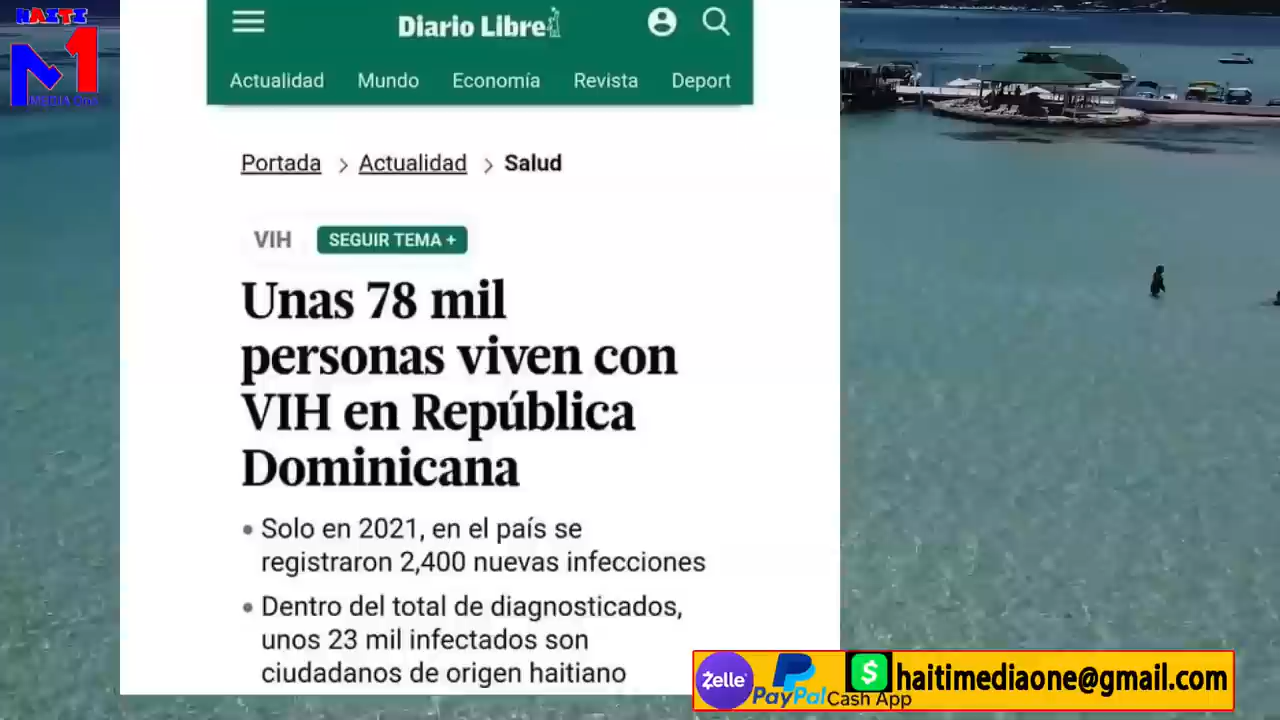 HAITI
M1
MEDIA One
Diario Libre
Actualidad Mundo Economía Revista Deport
Portada > Actualidad > Salud
VIH SEGUIR TEMA +
Unas 78 mil
personas viven con
VIH en República
Dominicana
• Solo en 2021, en el país se
registraron 2,400 nuevas infecciones
• Dentro del total de diagnosticados,
unos 23 mil infectados son
ciudadanos de origen haitiano
Zelle PayPal $ Cash App haitimediaone@gmail.com